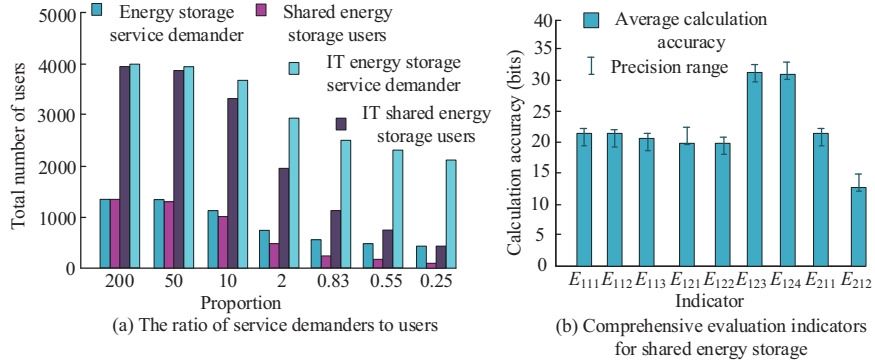 Energy storage service demander
Shared energy storage users
IT energy storage service demander
IT shared energy storage users
Total number of users
5000
4000
3000
2000
1000
0
200 50 10 2 0.83 0.55 0.25
Proportion
(a) The ratio of service demanders to users
Average calculation accuracy
Precision range
Calculation accuracy (bits)
40
35
30
25
20
15
10
5
0
E111 E112 E113 E121 E122 E123 E124 E211 E212
Indicator
(b) Comprehensive evaluation indicators
for shared energy storage